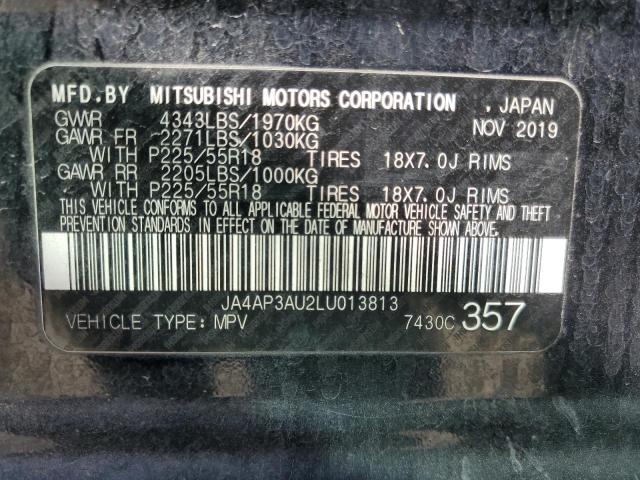 MFD.BY MITSUBISHI MOTORS CORPORATION , JAPAN
GVWR 4343LBS/1970KG NOV 2019
GAWR FR 2271LBS/1030KG
WITH P225/55R18 TIRES 18X7.0J RIMS
GAWR RR 2205LBS/1000KG
WITH P225/55R18 TIRES 18X7.0J RIMS
THIS VEHICLE CONFORMS TO ALL APPLICABLE FEDERAL MOTOR VEHICLE SAFETY AND THEFT
PREVENTION STANDARDS IN EFFECT ON THE DATE OF MANUFACTURE SHOWN ABOVE.
JA4AP3AU2LU013813
VEHICLE TYPE: MPV 7430C 357